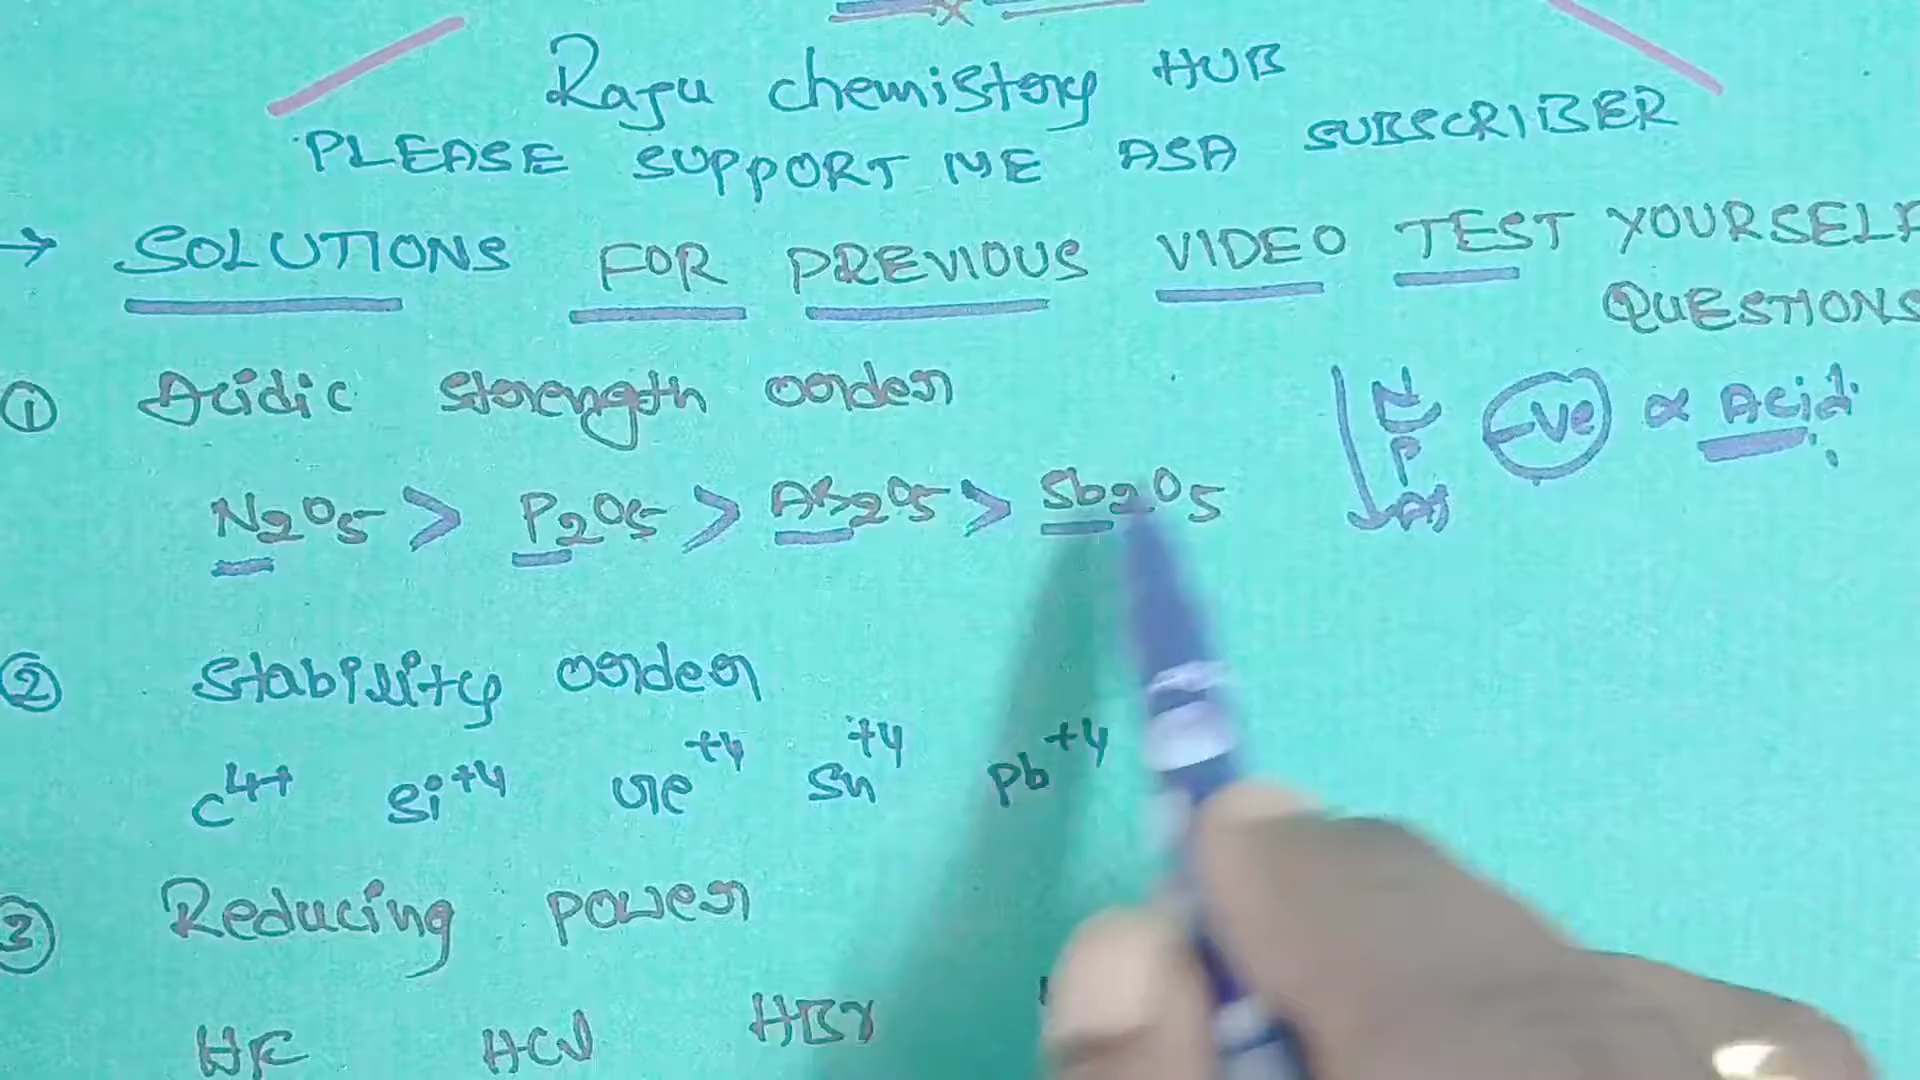 Raju chemistory HUB
PLEASE SUPPORT ME ASA SUBSCRIBER
→ SOLUTIONS FOR PREVIOUS VIDEO TEST YOURSELF
QUESTIONS
① Acidic strength order
N2O5 > P2O5 > As2O5 > Sb2O5
N
P
As
-Ve ∝ Acid
② Stability order
C4+ Si+4 Ge+4 Sn+4 Pb+4
③ Reducing power
HF HCl HBr